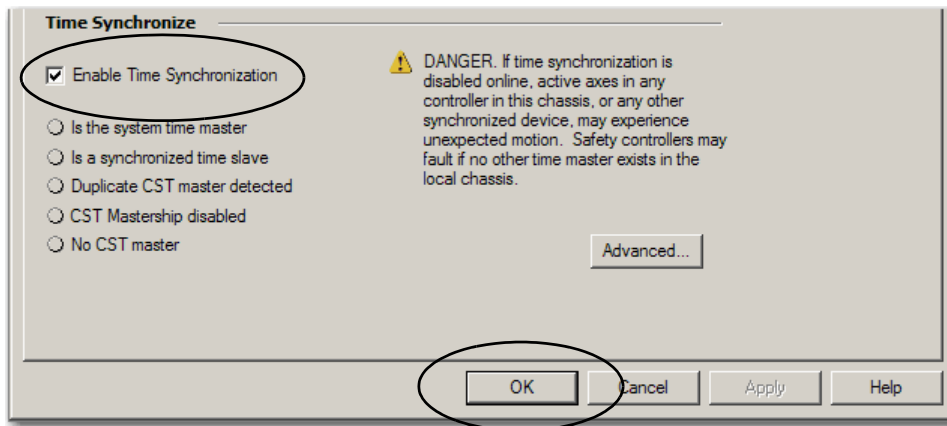 Time Synchronize
Enable Time Synchronization
Is the system time master
Is a synchronized time slave
Duplicate CST master detected
CST Mastership disabled
No CST master
DANGER. If time synchronization is
disabled online, active axes in any
controller in this chassis, or any other
synchronized device, may experience
unexpected motion. Safety controllers may
fault if no other time master exists in the
local chassis.
Advanced...
OK
Cancel
Apply
Help